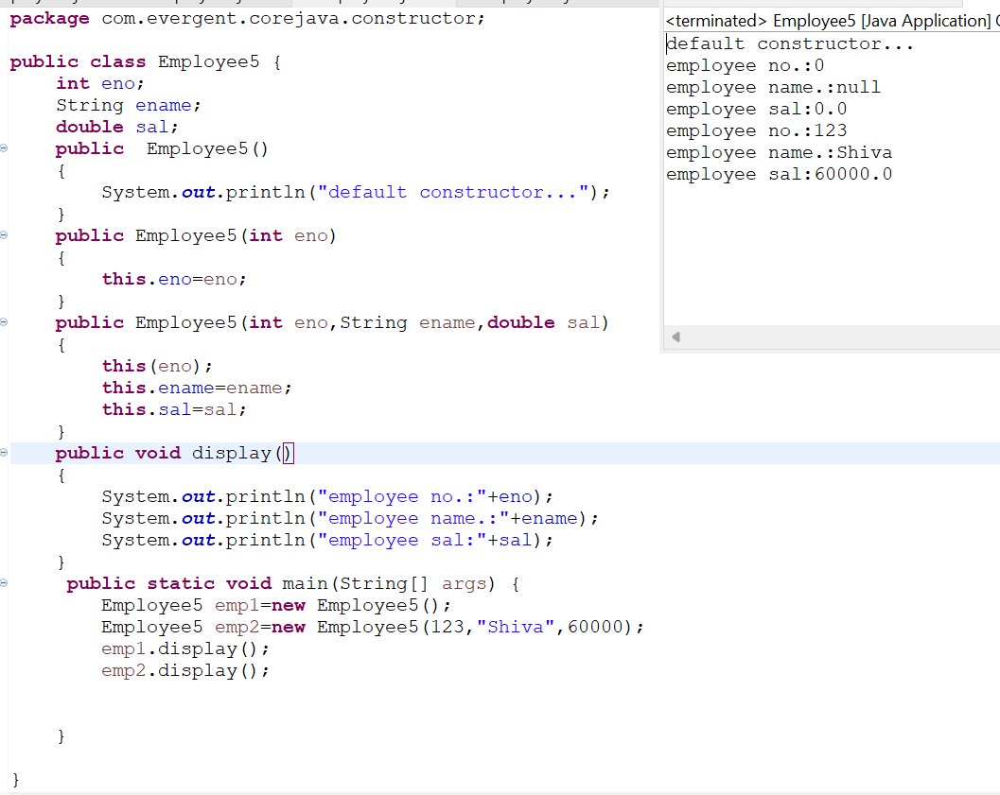 package com.evergent.corejava.constructor;
public class Employee5 {
int eno;
String ename;
double sal;
public  Employee5()
{
System.out.println("default constructor...");
}
public Employee5(int eno)
{
this.eno=eno;
}
public Employee5(int eno,String ename,double sal)
{
this(eno);
this.ename=ename;
this.sal=sal;
}
public void display()
{
System.out.println("employee no.:"+eno);
System.out.println("employee name.:"+ename);
System.out.println("employee sal:"+sal);
}
public static void main(String[] args) {
Employee5 emp1=new Employee5();
Employee5 emp2=new Employee5(123,"Shiva",60000);
emp1.display();
emp2.display();
}
}
<terminated> Employee5 [Java Application]
default constructor...
employee no.:0
employee name.:null
employee sal:0.0
employee no.:123
employee name.:Shiva
employee sal:60000.0